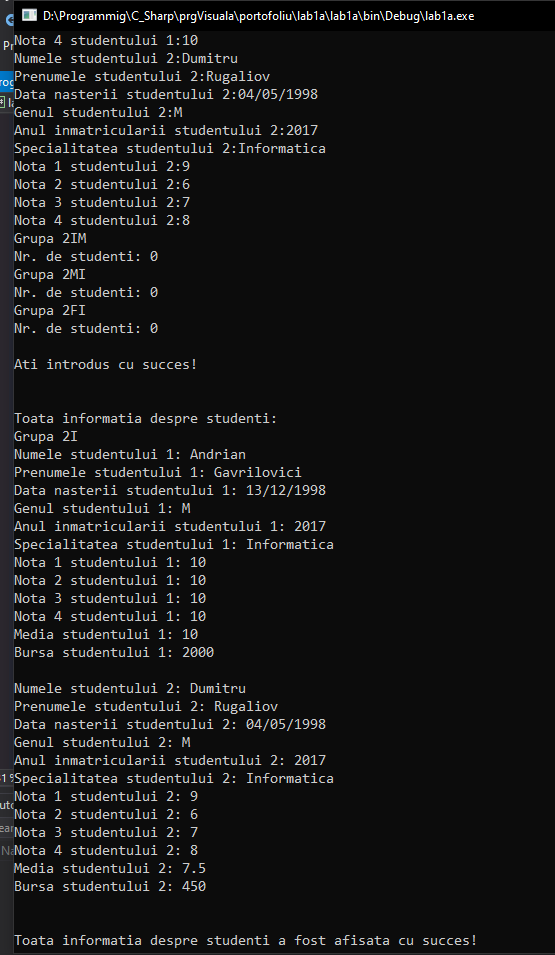 D:\Programmig\C_Sharp\prgVisuala\portofoliu\lab1a\lab1a\bin\Debug\lab1a.exe
Nota 4 studentului 1:10
Numele studentului 2:Dumitru
Prenumele studentului 2:Rugaliov
Data nasterii studentului 2:04/05/1998
Genul studentului 2:M
Anul inmatricularii studentului 2:2017
Specialitatea studentului 2:Informatica
Nota 1 studentului 2:9
Nota 2 studentului 2:6
Nota 3 studentului 2:7
Nota 4 studentului 2:8
Grupa 2IM
Nr. de studenti: 0
Grupa 2MI
Nr. de studenti: 0
Grupa 2FI
Nr. de studenti: 0
Ati introdus cu succes!
Toata informatia despre studenti:
Grupa 2I
Numele studentului 1: Andrian
Prenumele studentului 1: Gavrilovici
Data nasterii studentului 1: 13/12/1998
Genul studentului 1: M
Anul inmatricularii studentului 1: 2017
Specialitatea studentului 1: Informatica
Nota 1 studentului 1: 10
Nota 2 studentului 1: 10
Nota 3 studentului 1: 10
Nota 4 studentului 1: 10
Media studentului 1: 10
Bursa studentului 1: 2000
Numele studentului 2: Dumitru
Prenumele studentului 2: Rugaliov
Data nasterii studentului 2: 04/05/1998
Genul studentului 2: M
Anul inmatricularii studentului 2: 2017
Specialitatea studentului 2: Informatica
Nota 1 studentului 2: 9
Nota 2 studentului 2: 6
Nota 3 studentului 2: 7
Nota 4 studentului 2: 8
Media studentului 2: 7.5
Bursa studentului 2: 450
Toata informatia despre studenti a fost afisata cu succes!